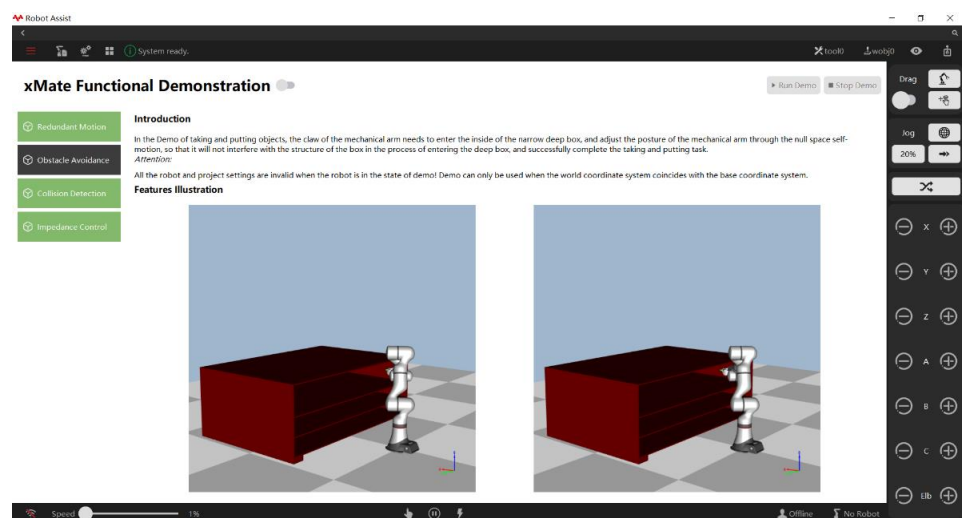 Robot Assist
System ready.
tool0
wobj0
xMate Functional Demonstration
Run Demo
Stop Demo
Drag
Redundant Motion
Obstacle Avoidance
Collision Detection
Impedance Control
Introduction
In the Demo of taking and putting objects, the claw of the mechanical arm needs to enter the inside of the narrow deep box, and adjust the posture of the mechanical arm through the null space self-
motion, so that it will not interfere with the structure of the box in the process of entering the deep box, and successfully complete the taking and putting task.
Attention:
All the robot and project settings are invalid when the robot is in the state of demo! Demo can only be used when the world coordinate system coincides with the base coordinate system.
Features Illustration
Jog
20%
X
Y
Z
A
B
C
Elb
Speed
1%
Offline
No Robot